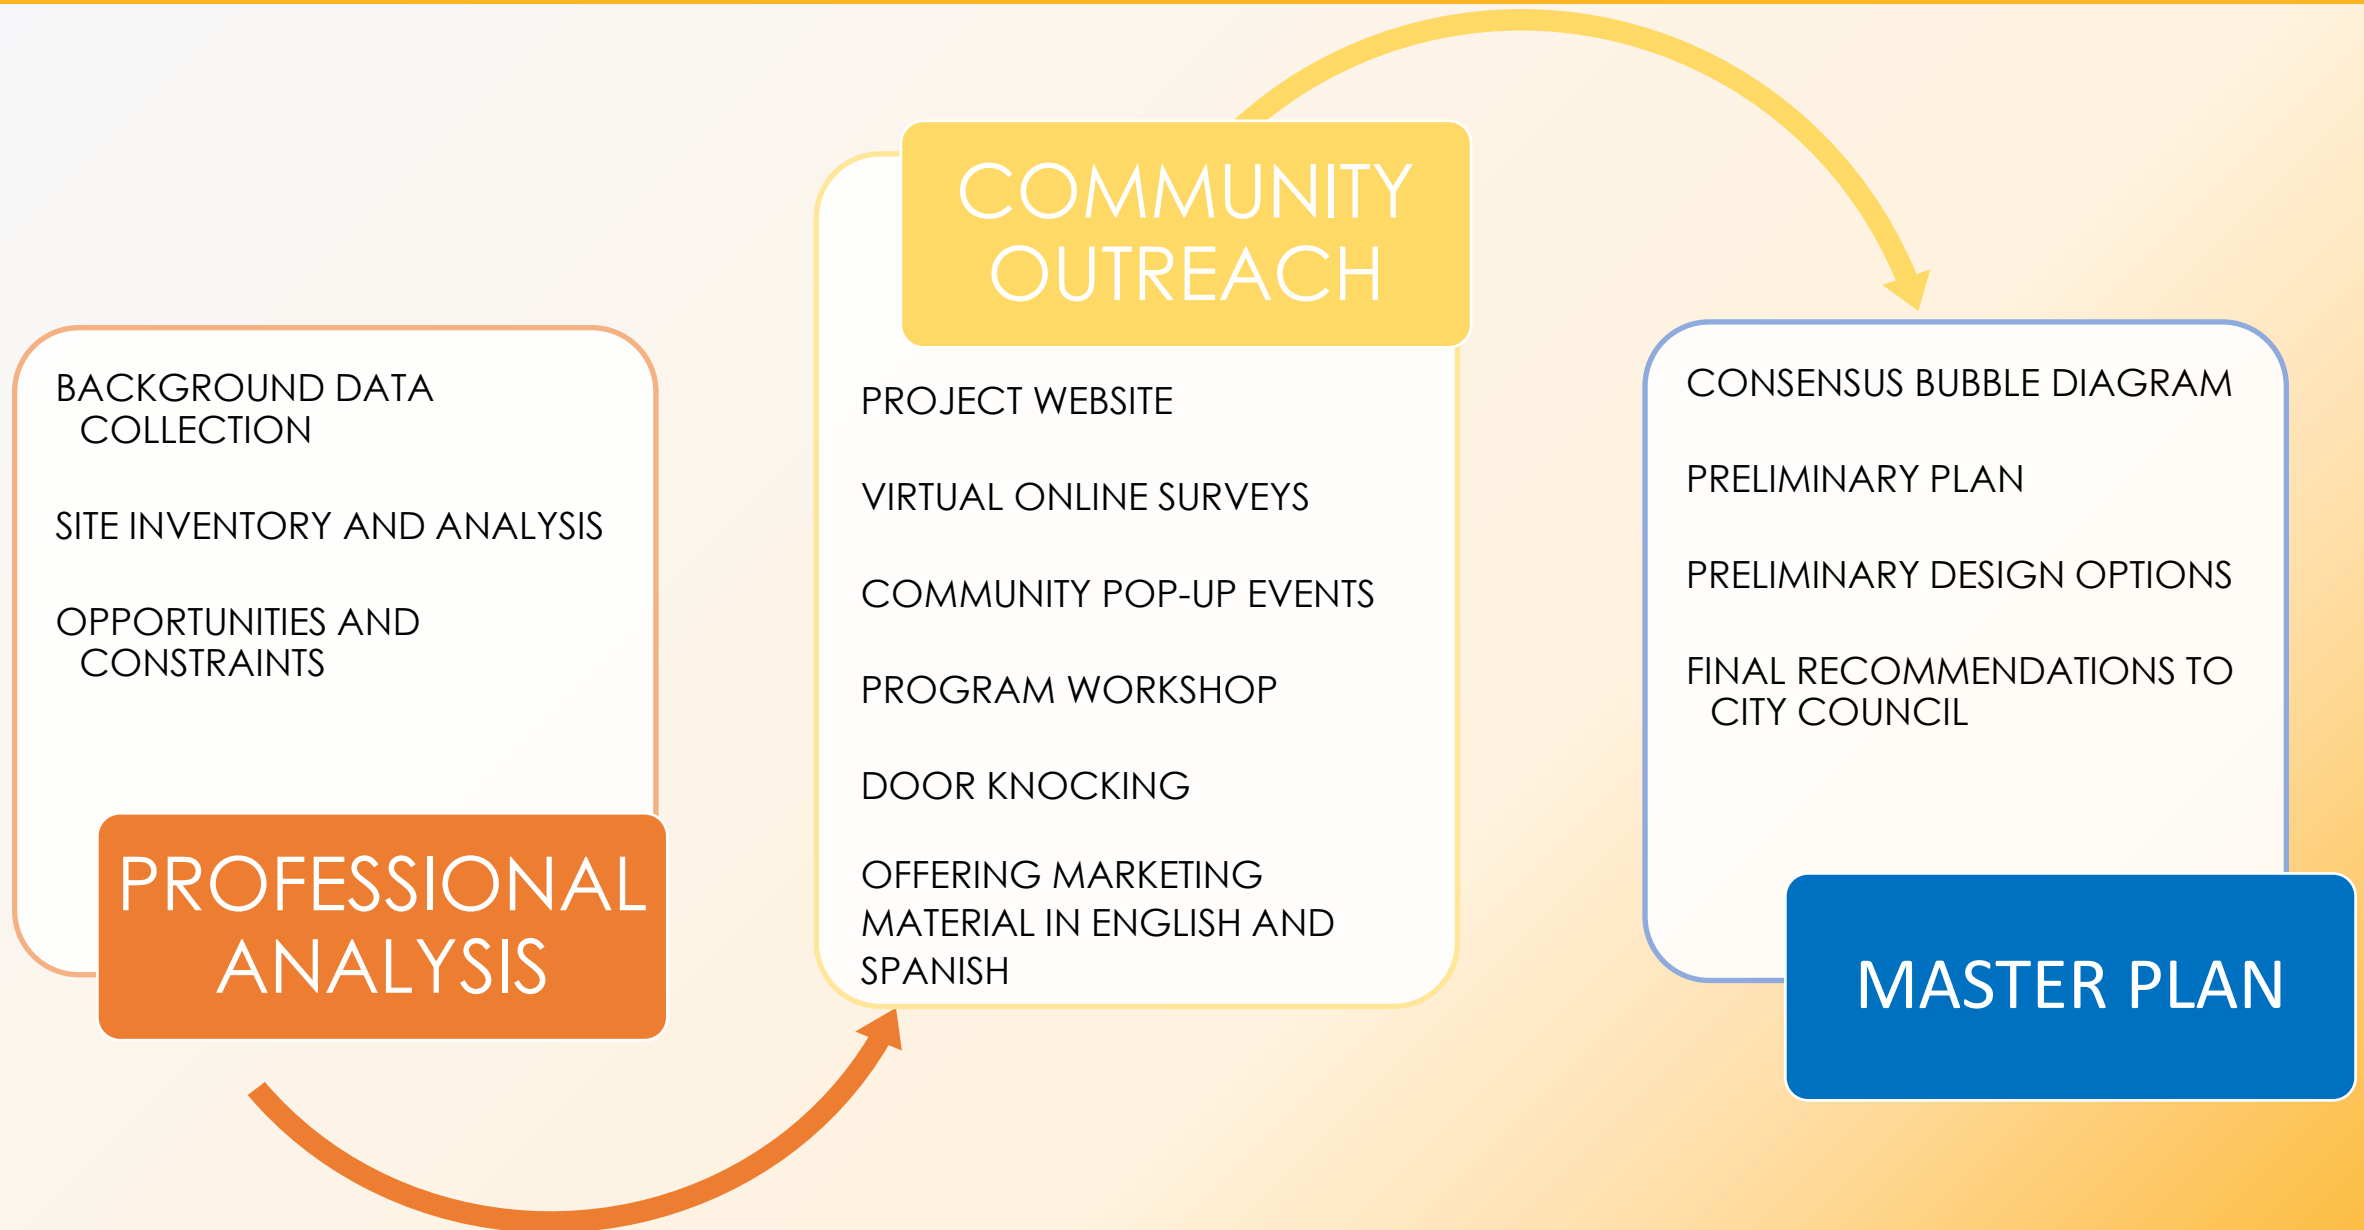 BACKGROUND DATA
COLLECTION
SITE INVENTORY AND ANALYSIS
OPPORTUNITIES AND
CONSTRAINTS
PROFESSIONAL
ANALYSIS
COMMUNITY
OUTREACH
PROJECT WEBSITE
VIRTUAL ONLINE SURVEYS
COMMUNITY POP-UP EVENTS
PROGRAM WORKSHOP
DOOR KNOCKING
OFFERING MARKETING
MATERIAL IN ENGLISH AND
SPANISH
CONSENSUS BUBBLE DIAGRAM
PRELIMINARY PLAN
PRELIMINARY DESIGN OPTIONS
FINAL RECOMMENDATIONS TO
CITY COUNCIL
MASTER PLAN